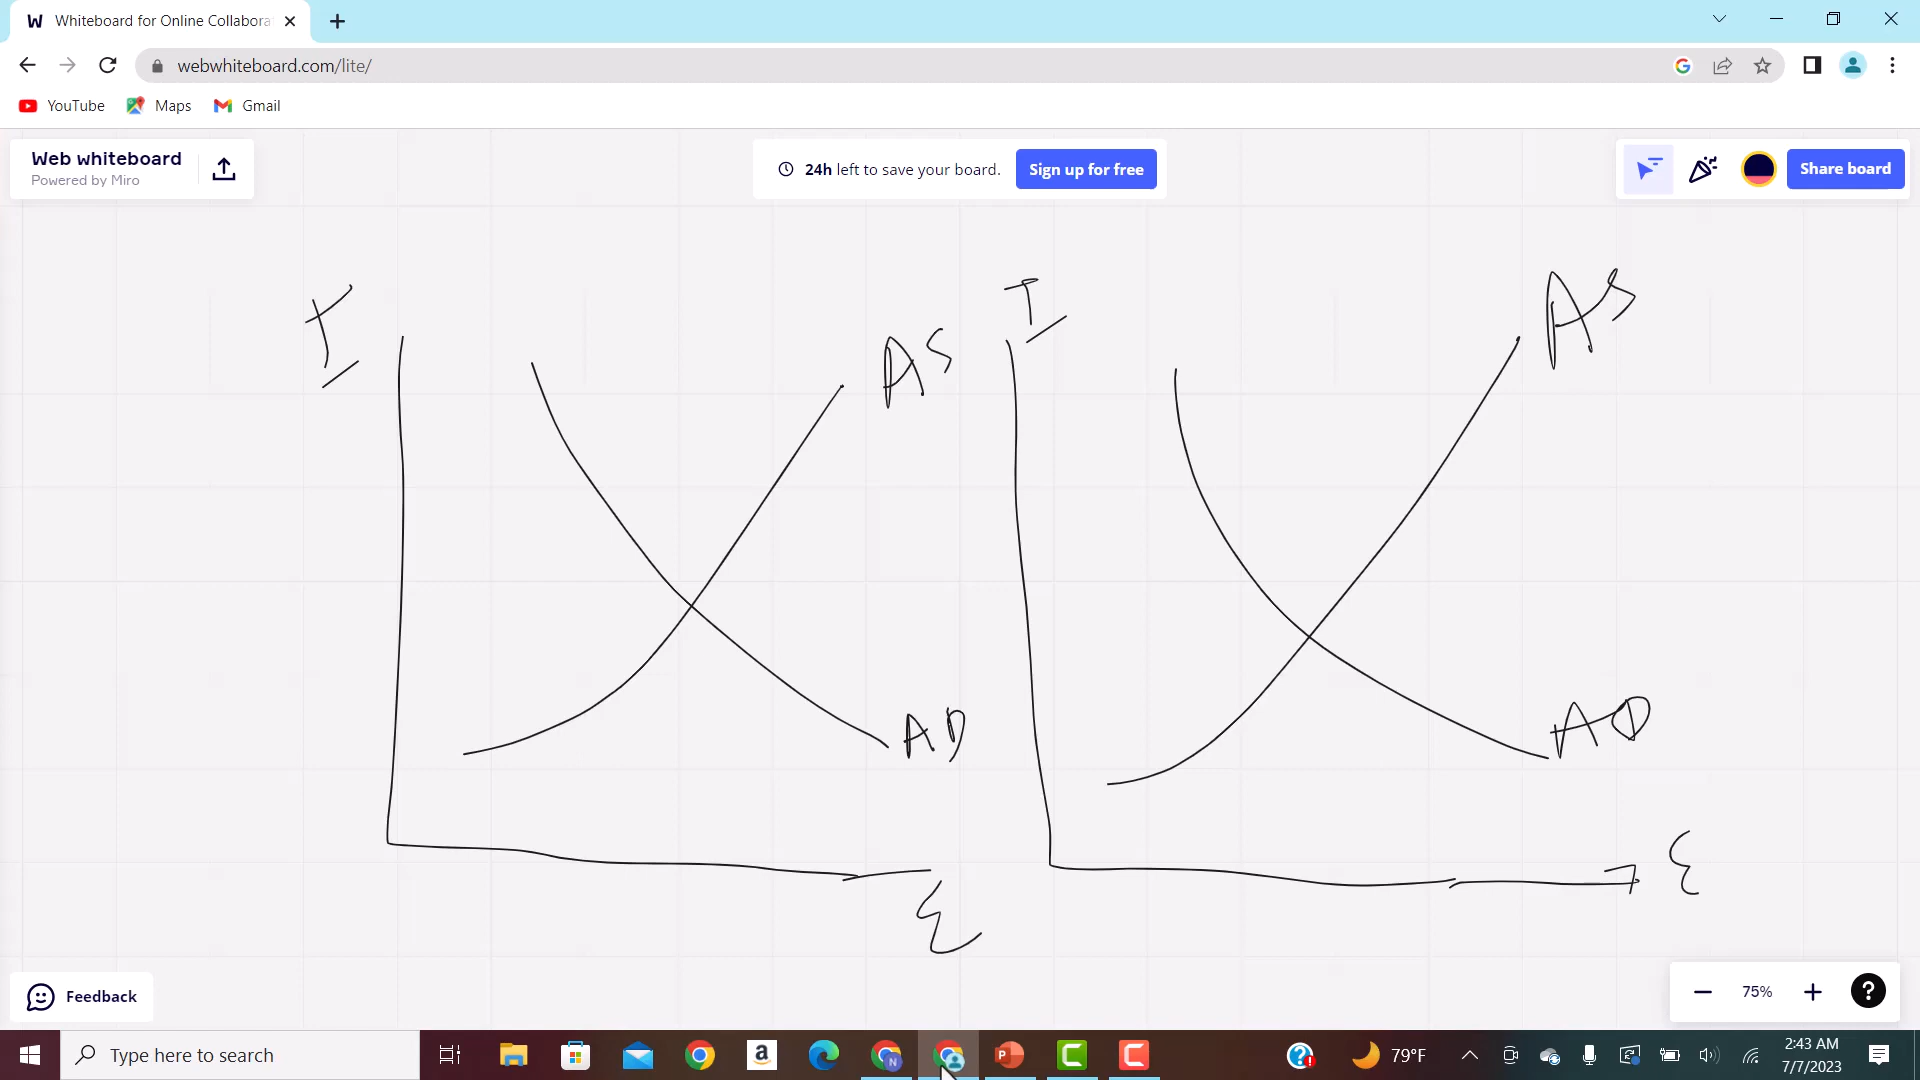 Whiteboard for Online Collabora
webwhiteboard.com/lite/
YouTube
Maps
Gmail
Web whiteboard
Powered by Miro
24h left to save your board.
Sign up for free
Share board
I
AS
I
AS
AD
AD
E
E
Feedback
75%
?
Type here to search
79°F
2:43 AM
7/7/2023